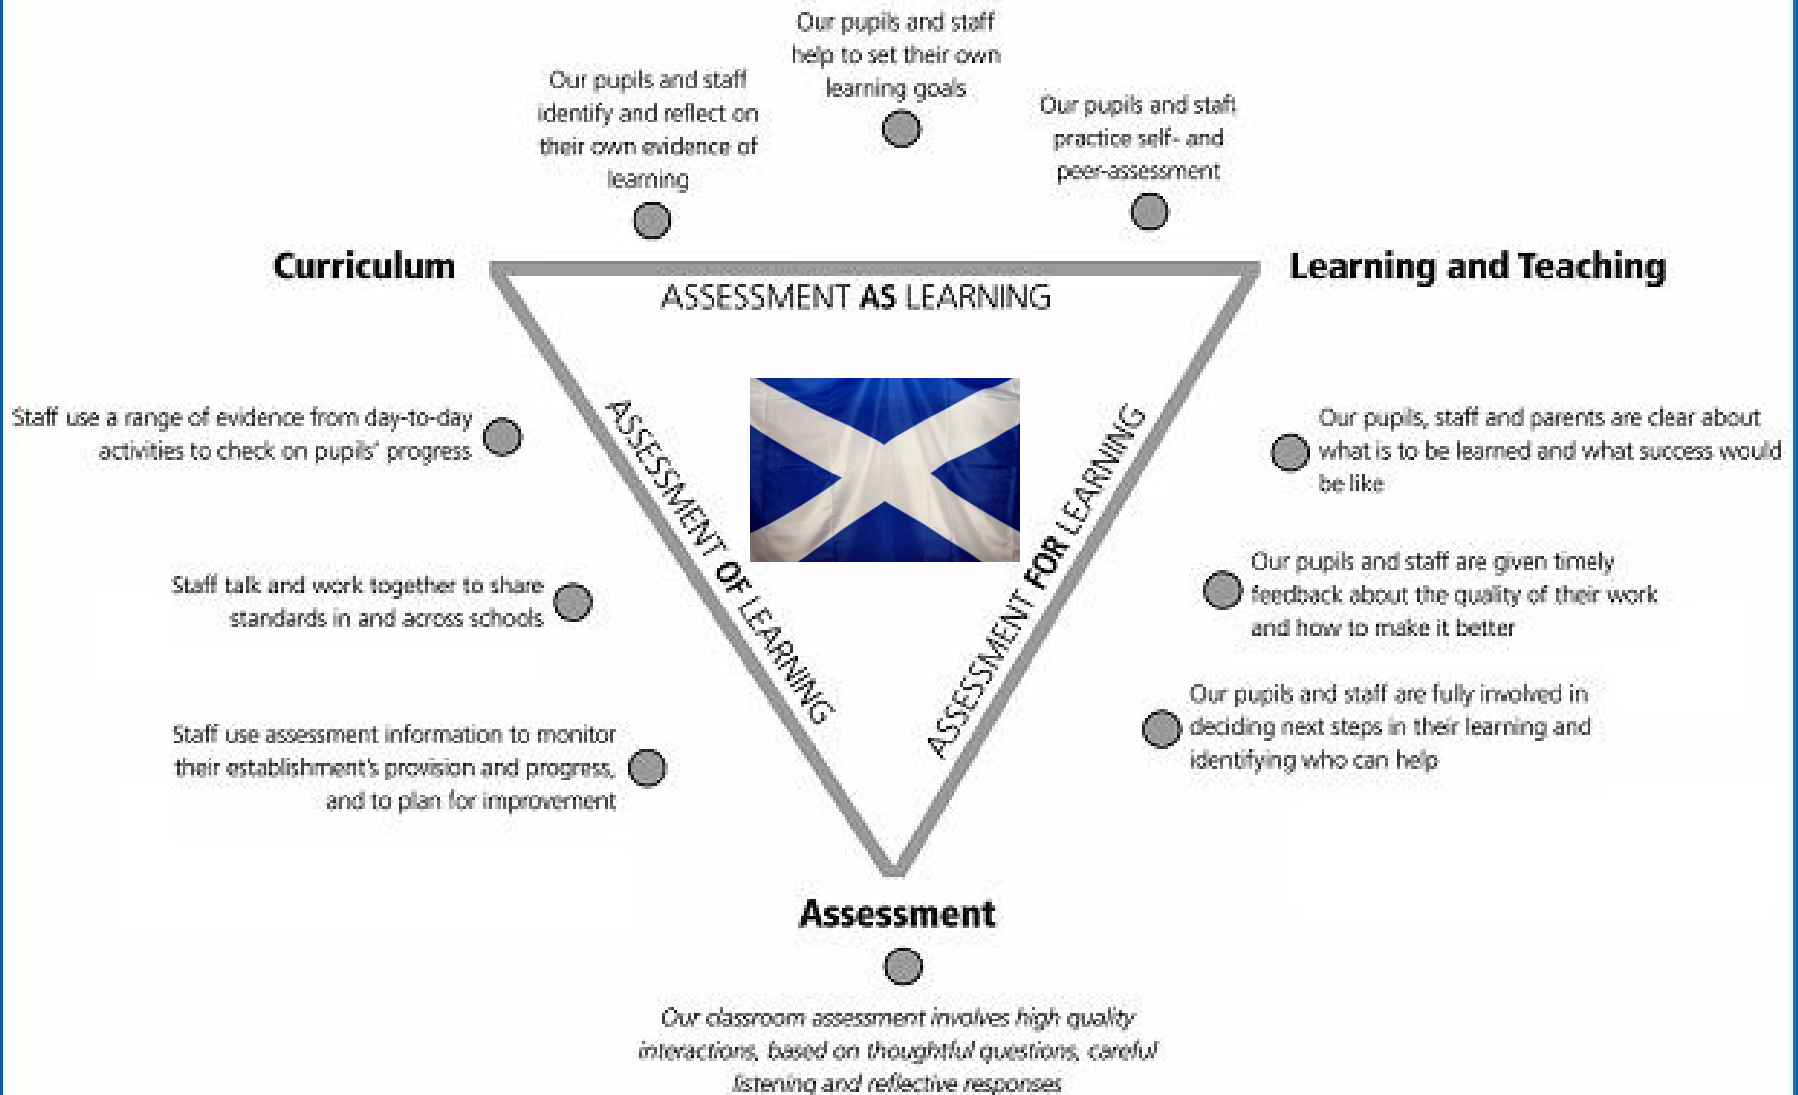 Our pupils and staff
help to set their own
learning goals
Our pupils and staff
identify and reflect on
their own evidence of
learning
Our pupils and staff
practice self- and
peer-assessment
Curriculum
Learning and Teaching
ASSESSMENT AS LEARNING
Staff use a range of evidence from day-to-day
activities to check on pupils' progress
Staff talk and work together to share
standards in and across schools
Staff use assessment information to monitor
their establishment's provision and progress,
and to plan for improvement
ASSESSMENT OF LEARNING
ASSESSMENT FOR LEARNING
Our pupils, staff and parents are clear about
what is to be learned and what success would
be like
Our pupils and staff are given timely
feedback about the quality of their work
and how to make it better
Our pupils and staff are fully involved in
deciding next steps in their learning and
identifying who can help
Assessment
Our classroom assessment involves high quality
interactions, based on thoughtful questions, careful
listening and reflective responses